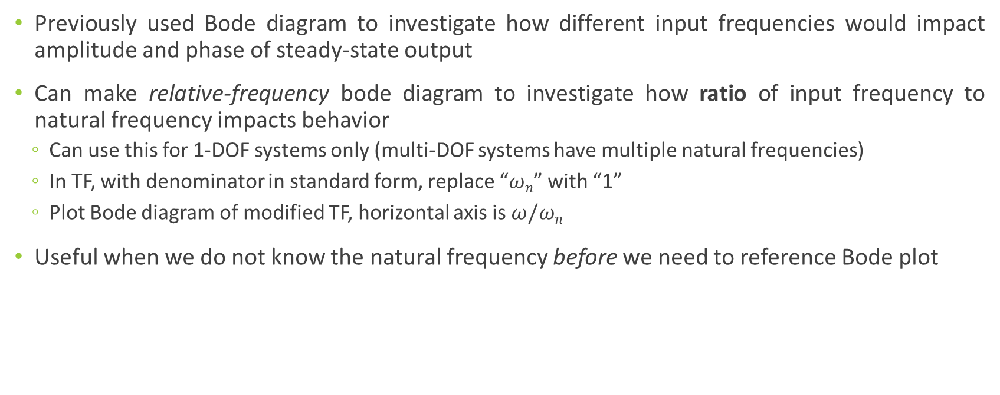 • Previously used Bode diagram to investigate how different input frequencies would impact
amplitude and phase of steady-state output
• Can make relative-frequency bode diagram to investigate how ratio of input frequency to
natural frequency impacts behavior
◦ Can use this for 1-DOF systems only (multi-DOF systems have multiple natural frequencies)
◦ In TF, with denominator in standard form, replace “ωₙ” with “1”
◦ Plot Bode diagram of modified TF, horizontal axis is ω/ωₙ
• Useful when we do not know the natural frequency before we need to reference Bode plot